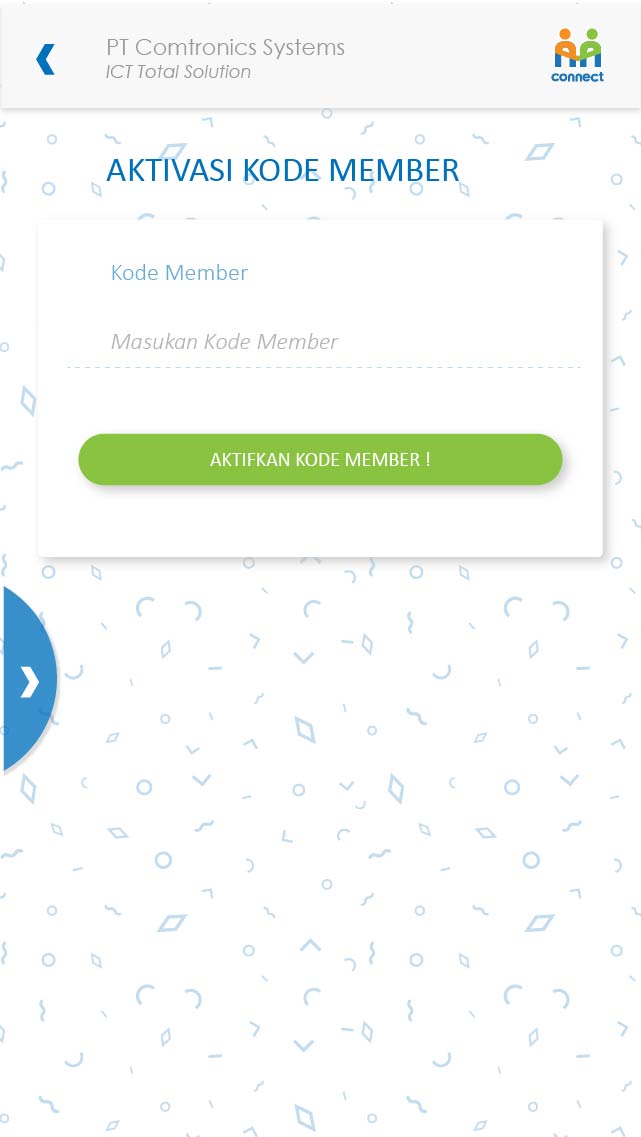 PT Comtronics Systems
ICT Total Solution
connect
AKTIVASI KODE MEMBER
Kode Member
Masukan Kode Member
AKTIFKAN KODE MEMBER !